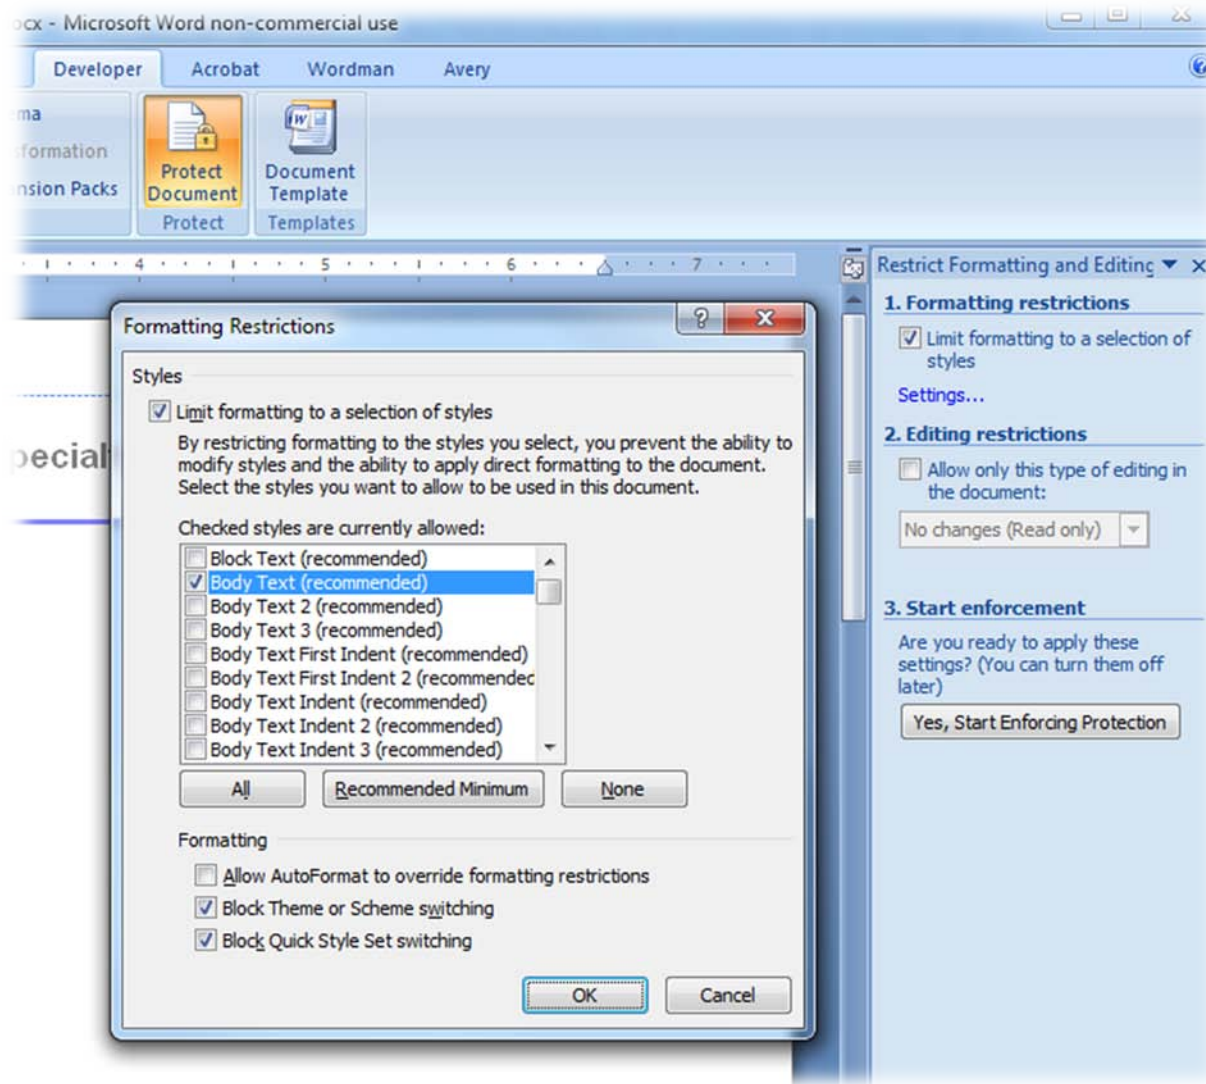 ocx - Microsoft Word non-commercial use
Developer Acrobat Wordman Avery
ma
sformation
ansion Packs
Protect Document
Document Template
Protect Templates
4 5 6 7
Restrict Formatting and Editing
1. Formatting restrictions
Limit formatting to a selection of
styles
Settings...
2. Editing restrictions
Allow only this type of editing in
the document:
No changes (Read only)
3. Start enforcement
Are you ready to apply these
settings? (You can turn them off
later)
Yes, Start Enforcing Protection
pecial
Formatting Restrictions
Styles
Limit formatting to a selection of styles
By restricting formatting to the styles you select, you prevent the ability to
modify styles and the ability to apply direct formatting to the document.
Select the styles you want to allow to be used in this document.
Checked styles are currently allowed:
Block Text (recommended)
Body Text (recommended)
Body Text 2 (recommended)
Body Text 3 (recommended)
Body Text First Indent (recommended)
Body Text First Indent 2 (recommended
Body Text Indent (recommended)
Body Text Indent 2 (recommended)
Body Text Indent 3 (recommended)
All Recommended Minimum None
Formatting
Allow AutoFormat to override formatting restrictions
Block Theme or Scheme switching
Block Quick Style Set switching
OK Cancel